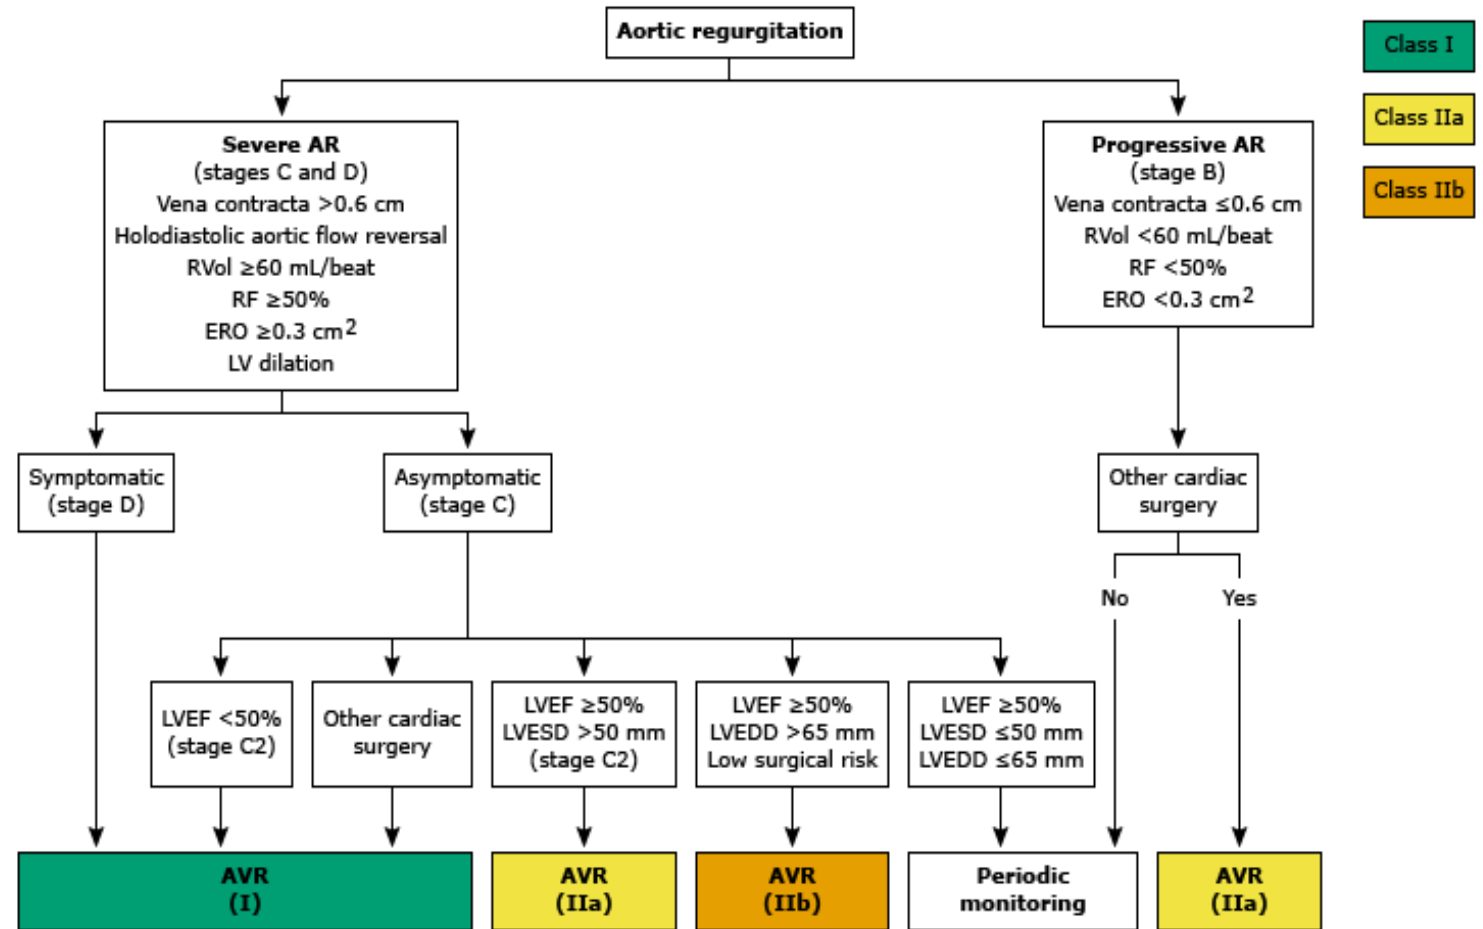 Aortic regurgitation
Class I
Class IIa
Class IIb
Severe AR
(stages C and D)
Vena contracta >0.6 cm
Holodiastolic aortic flow reversal
RVol ≥60 mL/beat
RF ≥50%
ERO ≥0.3 cm²
LV dilation
Progressive AR
(stage B)
Vena contracta ≤0.6 cm
RVol <60 mL/beat
RF <50%
ERO <0.3 cm²
Symptomatic
(stage D)
Asymptomatic
(stage C)
Other cardiac
surgery
No
Yes
LVEF <50%
(stage C2)
Other cardiac
surgery
LVEF ≥50%
LVESD >50 mm
(stage C2)
LVEF ≥50%
LVEDD >65 mm
Low surgical risk
LVEF ≥50%
LVESD ≤50 mm
LVEDD ≤65 mm
AVR
(I)
AVR
(IIa)
AVR
(IIb)
Periodic
monitoring
AVR
(IIa)